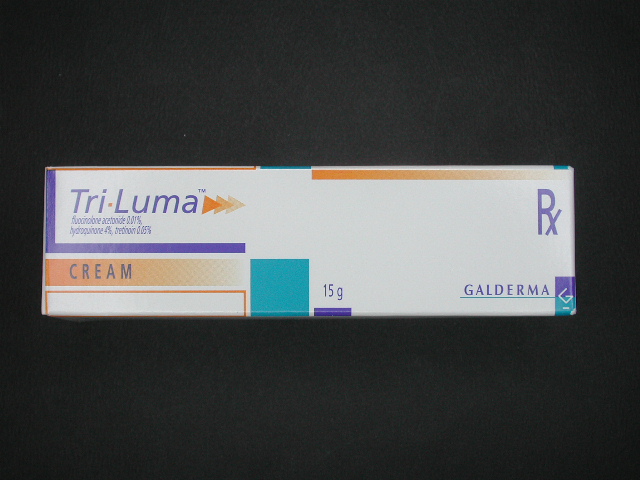 Tri·Luma™
fluocinolone acetonide 0.01%,
hydroquinone 4%, tretinoin 0.05%
CREAM
15 g
Rx
GALDERMA